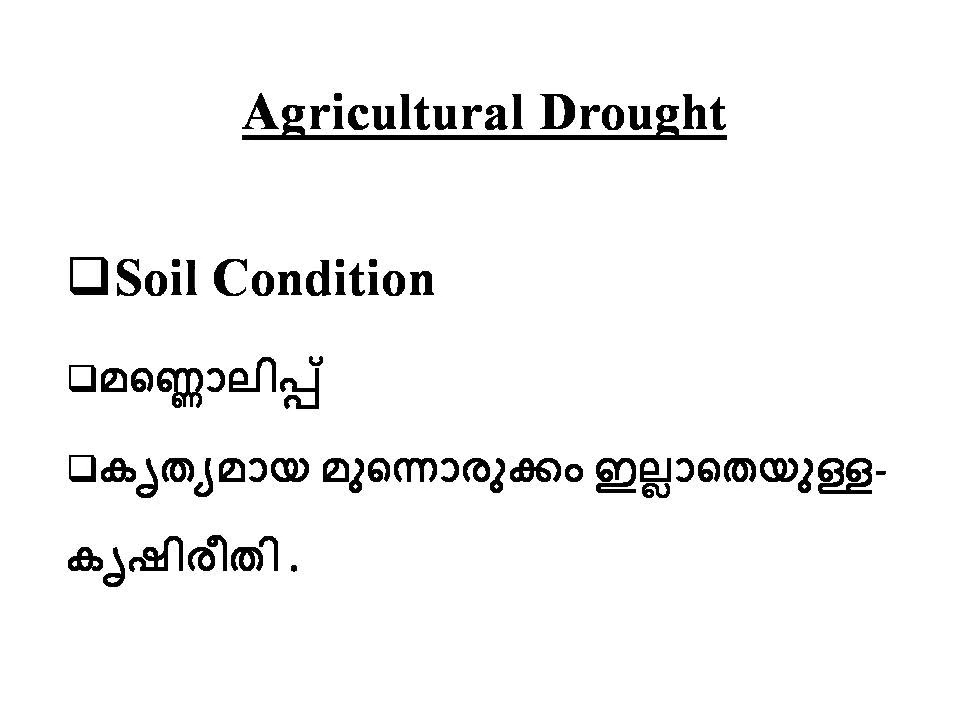 Agricultural Drought
❑Soil Condition
❑മണ്ണൊലിപ്പ്
❑കൃത്യമായ മുന്നൊരുക്കം ഇല്ലാതെയുള്ള-
കൃഷിരീതി .